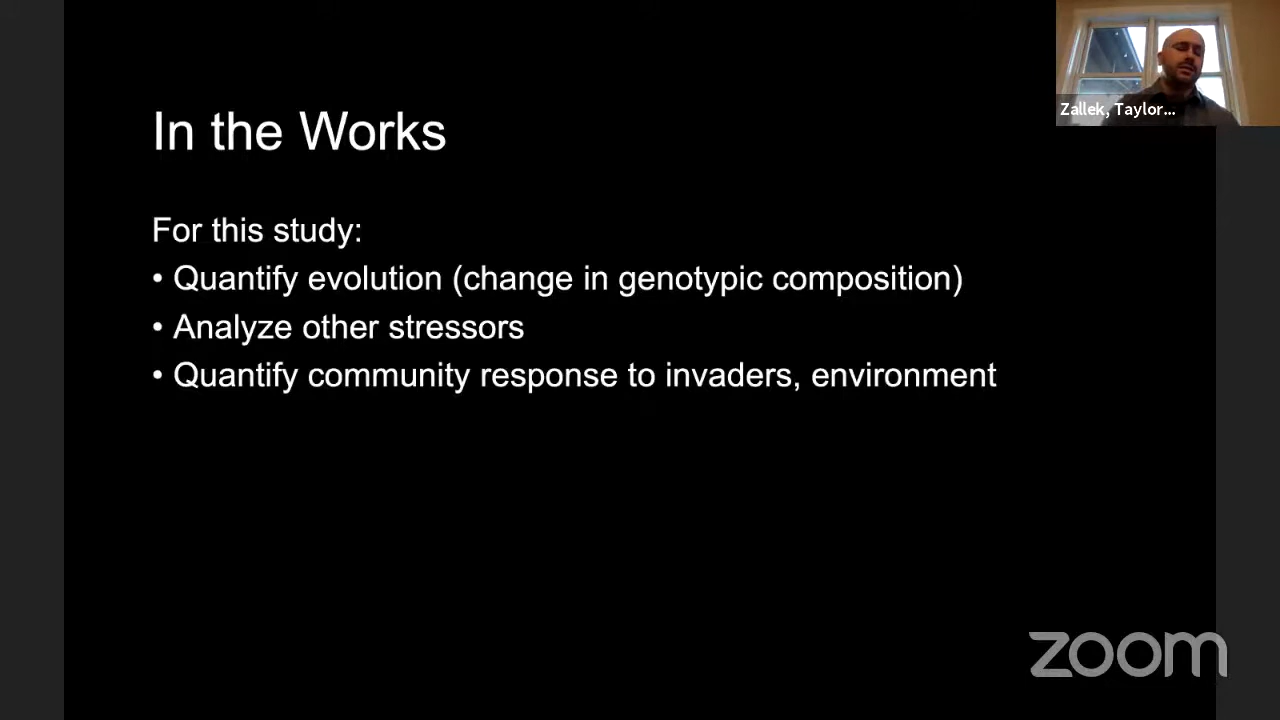 Zallek, Taylor...
In the Works
For this study:
• Quantify evolution (change in genotypic composition)
• Analyze other stressors
• Quantify community response to invaders, environment
zoom